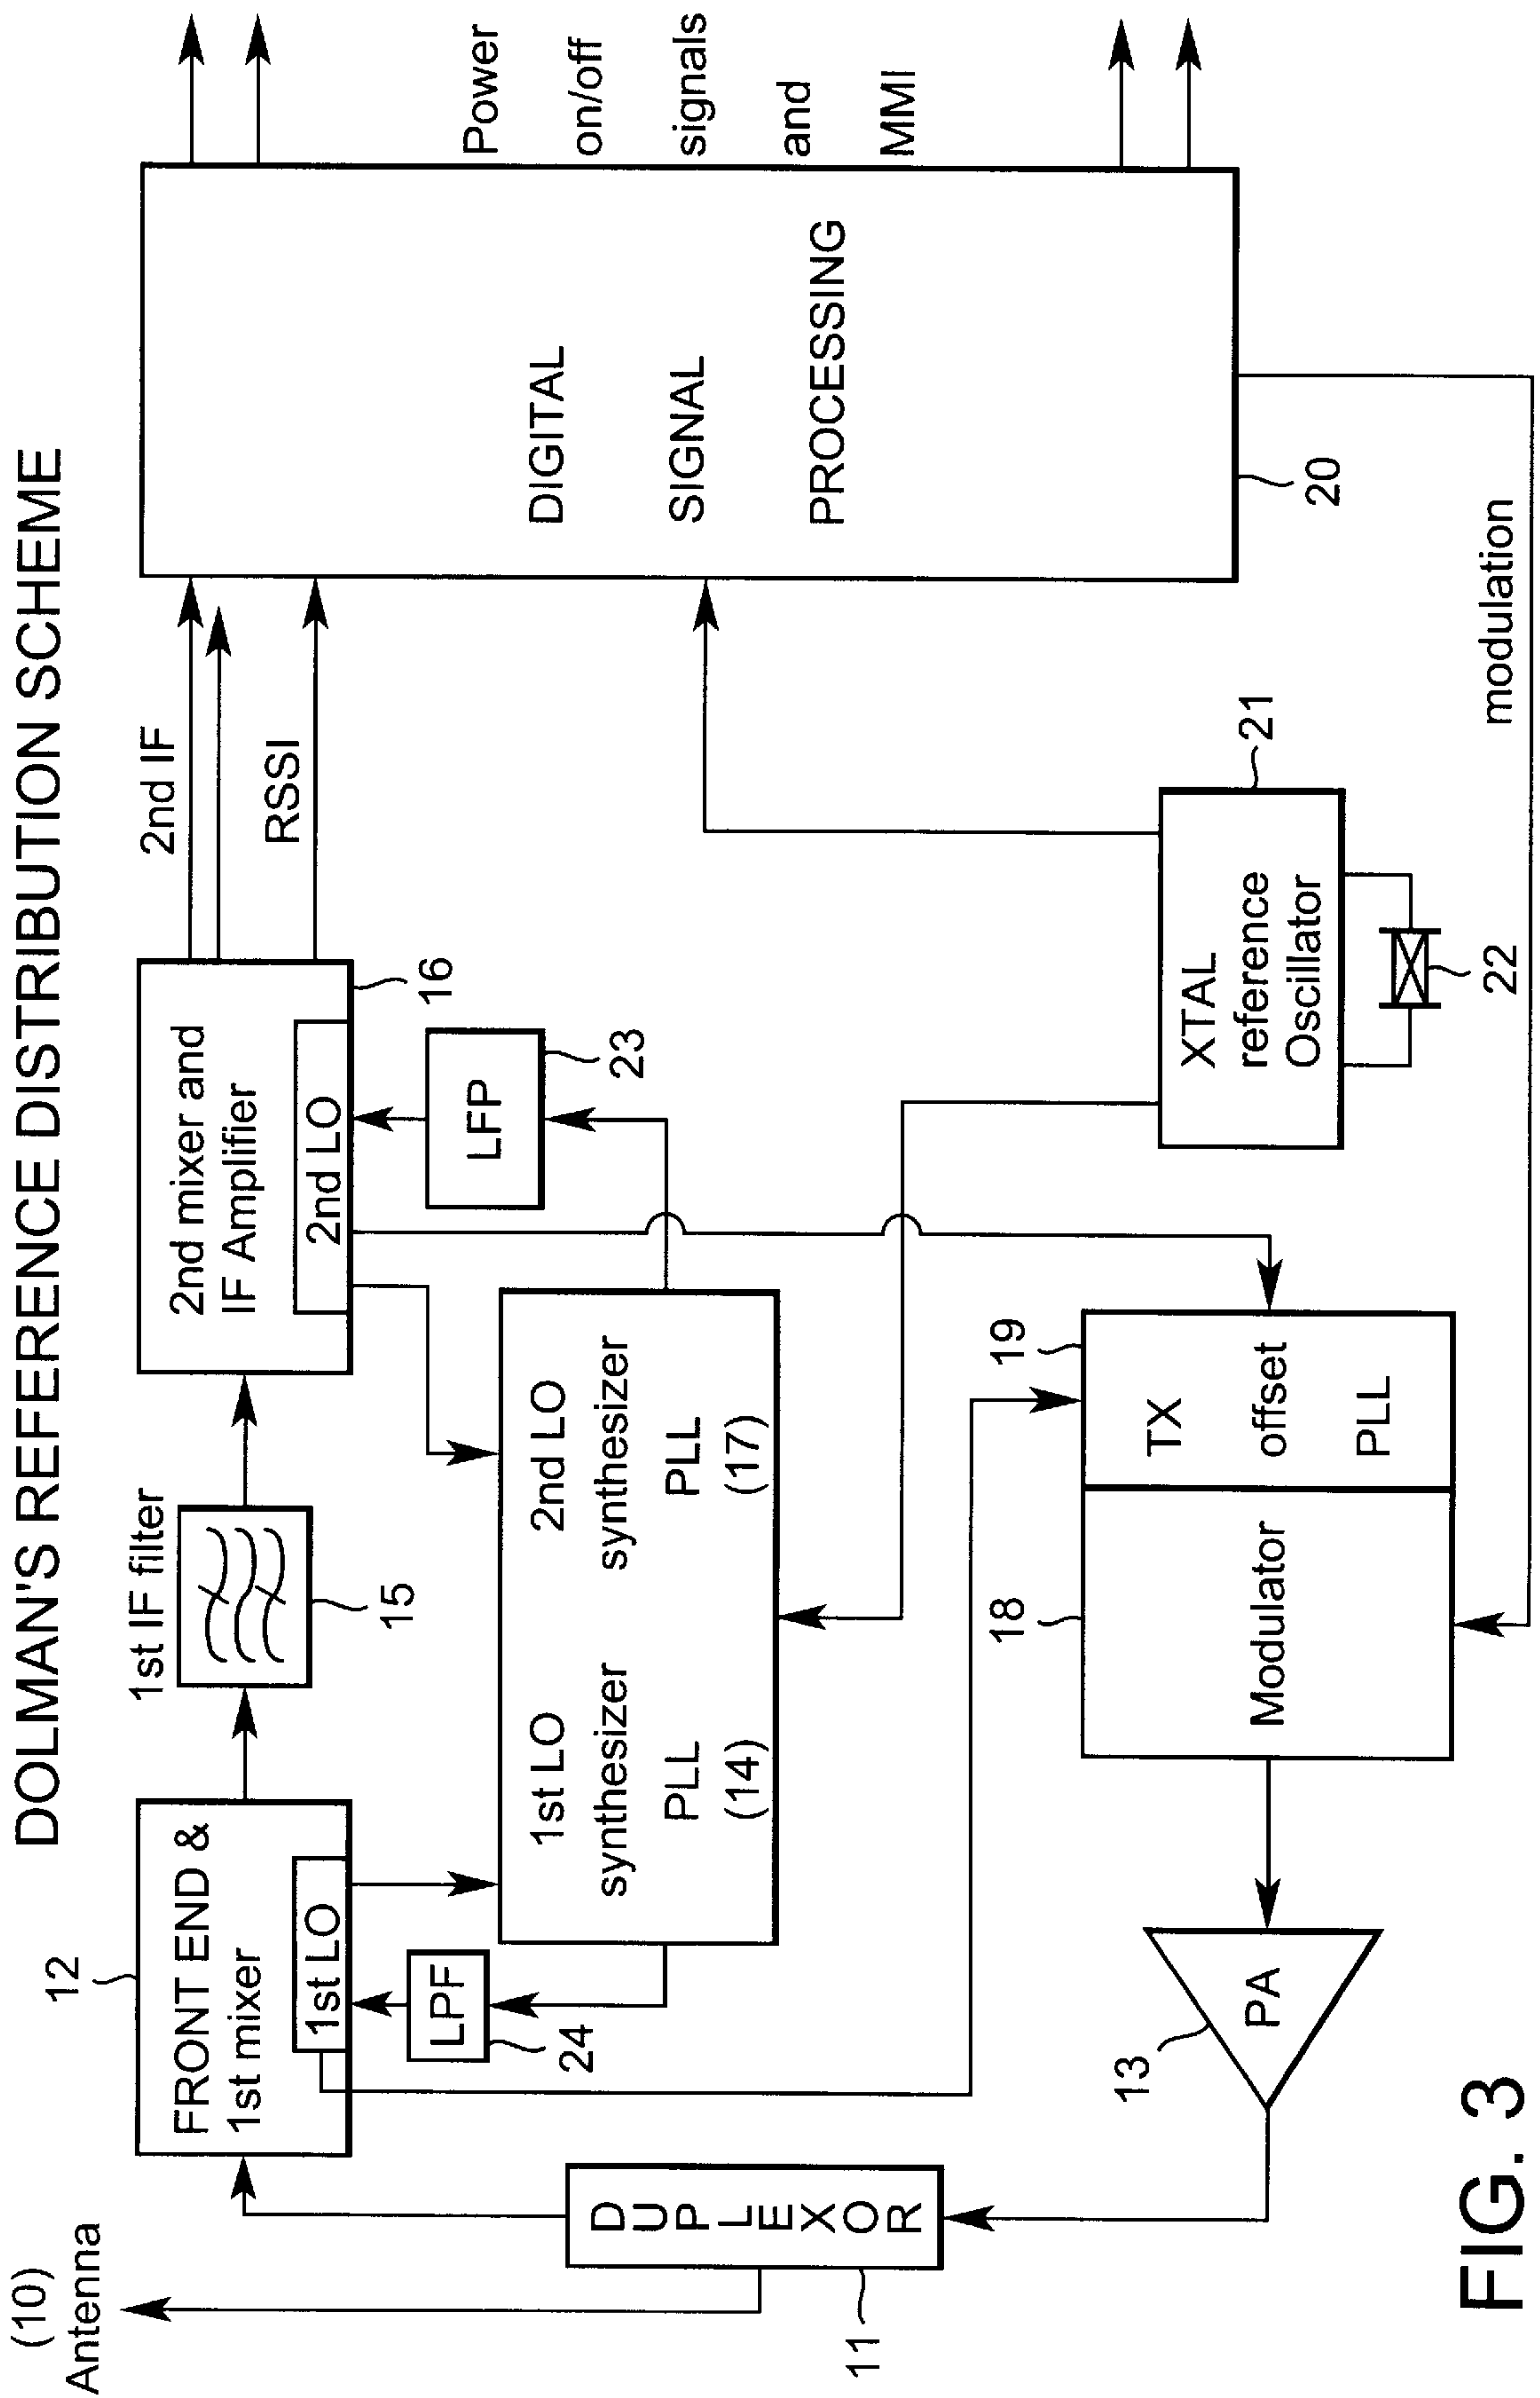 DOLMAN'S REFERENCE DISTRIBUTION SCHEME
(10)
Antenna
12
FRONT END &
1st mixer
1st LO
1st IF filter
15
2nd mixer and
IF Amplifier
2nd LO
16
2nd IF
RSSI
LPF
24
LFP
23
1st LO
synthesizer
PLL
(14)
2nd LO
synthesizer
PLL
(17)
DUPLEXOR
11
DIGITAL
SIGNAL
PROCESSING
20
Power
on/off
signals
and
MMI
XTAL
reference
Oscillator
21
22
18
Modulator
19
TX
offset
PLL
13
PA
modulation
FIG. 3